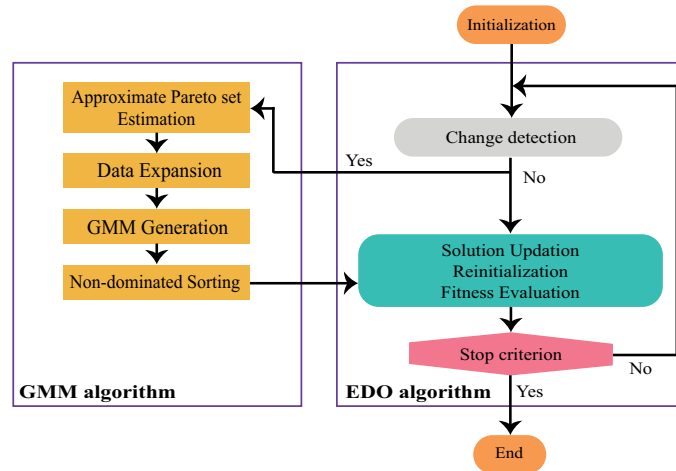 Initialization
Approximate Pareto set
Estimation
Change detection
Yes
No
Data Expansion
GMM Generation
Non-dominated Sorting
Solution Updation
Reinitialization
Fitness Evaluation
Stop criterion
No
Yes
GMM algorithm
EDO algorithm
End